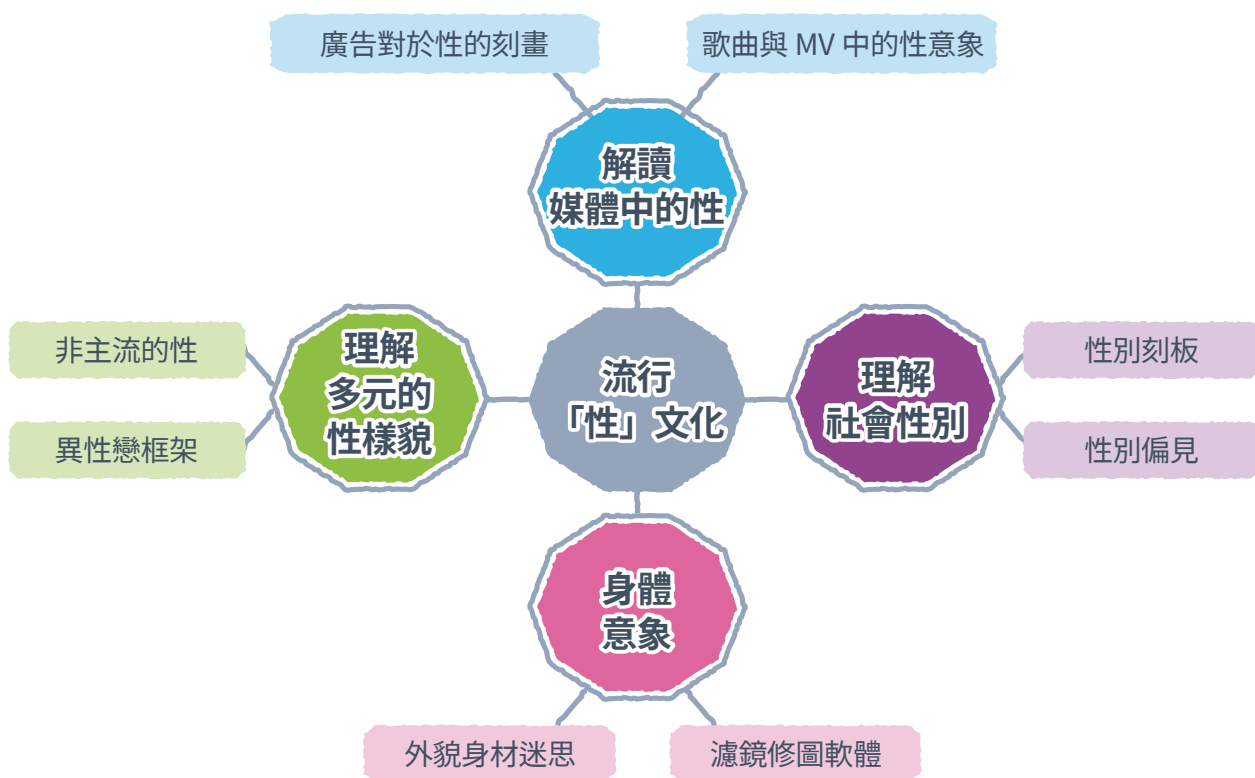 廣告對於性的刻畫
歌曲與 MV 中的性意象
解讀
媒體中的性
非主流的性
異性戀框架
理解
多元的
性樣貌
流行
「性」文化
理解
社會性別
性別刻板
性別偏見
身體
意象
外貌身材迷思
濾鏡修圖軟體